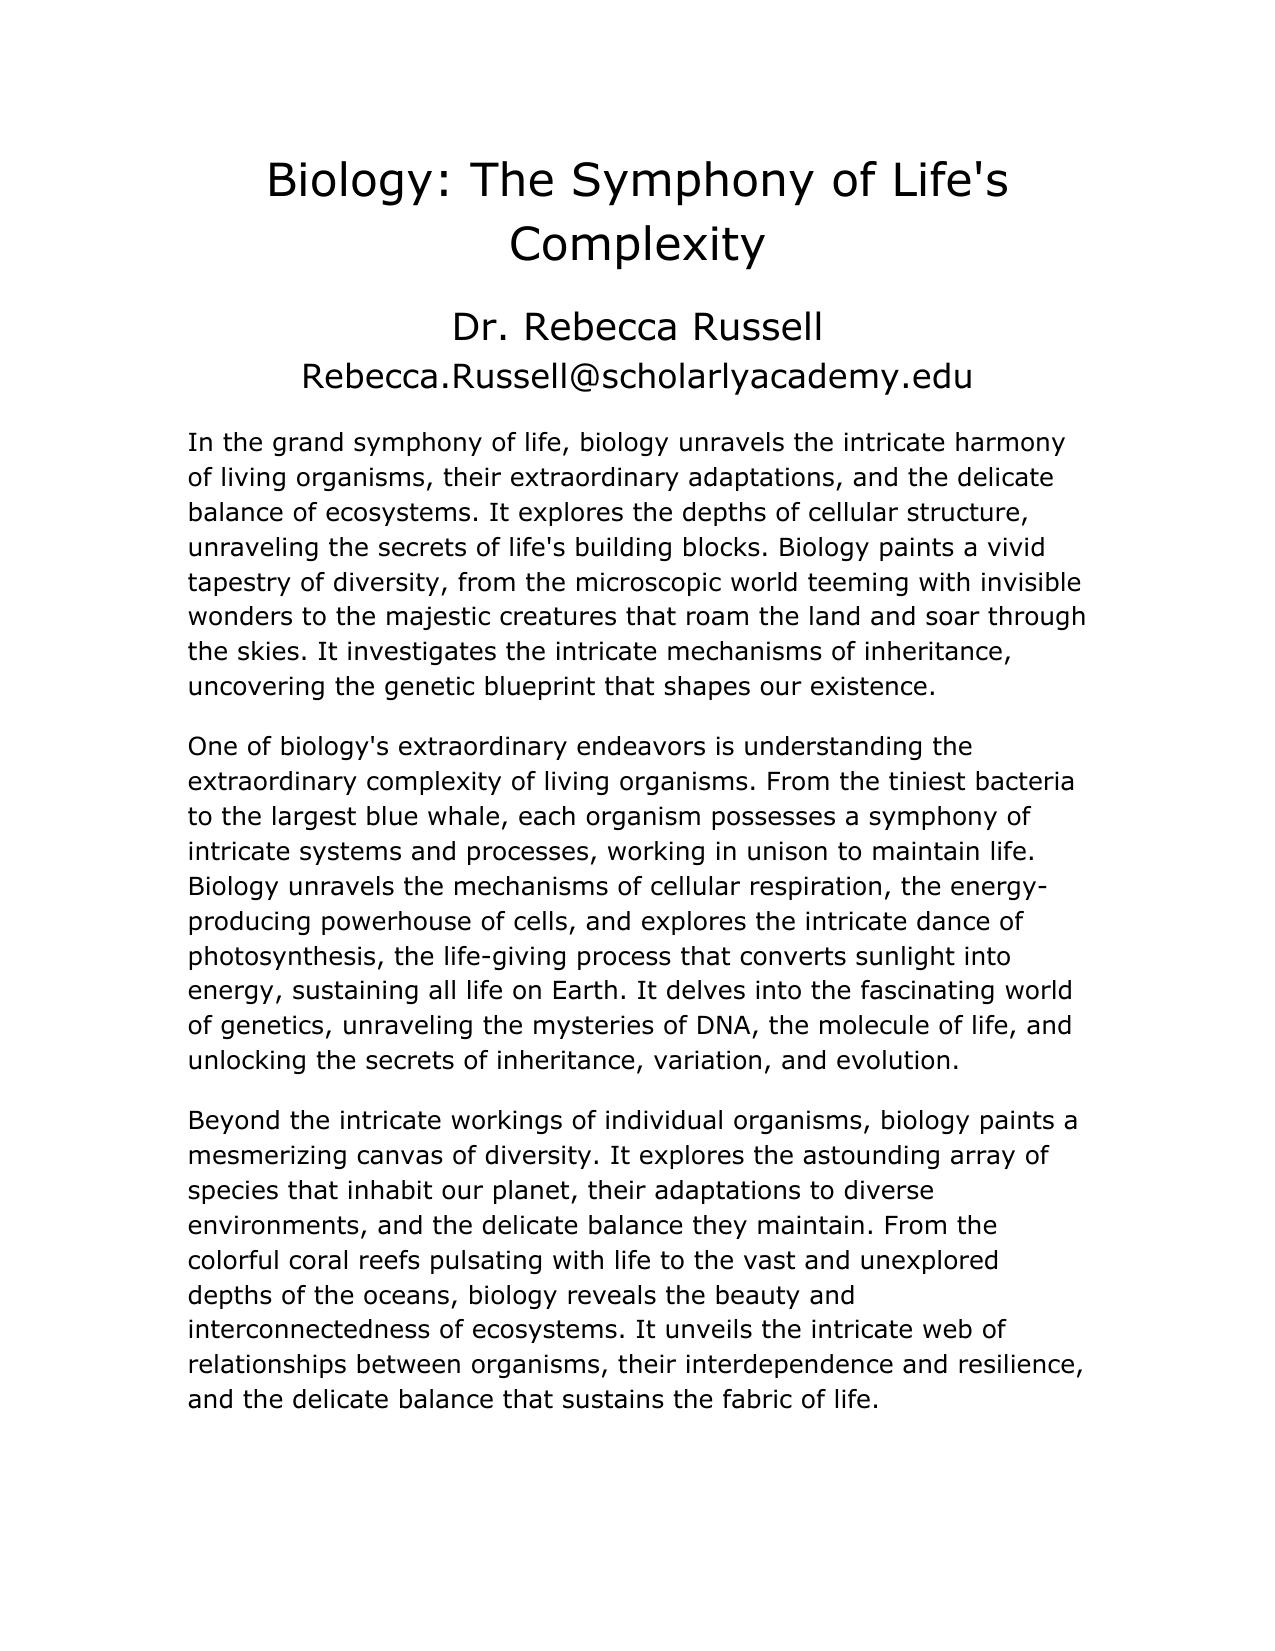 Biology: The Symphony of Life's
Complexity
Dr. Rebecca Russell
Rebecca.Russell@scholarlyacademy.edu
In the grand symphony of life, biology unravels the intricate harmony
of living organisms, their extraordinary adaptations, and the delicate
balance of ecosystems. It explores the depths of cellular structure,
unraveling the secrets of life's building blocks. Biology paints a vivid
tapestry of diversity, from the microscopic world teeming with invisible
wonders to the majestic creatures that roam the land and soar through
the skies. It investigates the intricate mechanisms of inheritance,
uncovering the genetic blueprint that shapes our existence.
One of biology's extraordinary endeavors is understanding the
extraordinary complexity of living organisms. From the tiniest bacteria
to the largest blue whale, each organism possesses a symphony of
intricate systems and processes, working in unison to maintain life.
Biology unravels the mechanisms of cellular respiration, the energy-
producing powerhouse of cells, and explores the intricate dance of
photosynthesis, the life-giving process that converts sunlight into
energy, sustaining all life on Earth. It delves into the fascinating world
of genetics, unraveling the mysteries of DNA, the molecule of life, and
unlocking the secrets of inheritance, variation, and evolution.
Beyond the intricate workings of individual organisms, biology paints a
mesmerizing canvas of diversity. It explores the astounding array of
species that inhabit our planet, their adaptations to diverse
environments, and the delicate balance they maintain. From the
colorful coral reefs pulsating with life to the vast and unexplored
depths of the oceans, biology reveals the beauty and
interconnectedness of ecosystems. It unveils the intricate web of
relationships between organisms, their interdependence and resilience,
and the delicate balance that sustains the fabric of life.